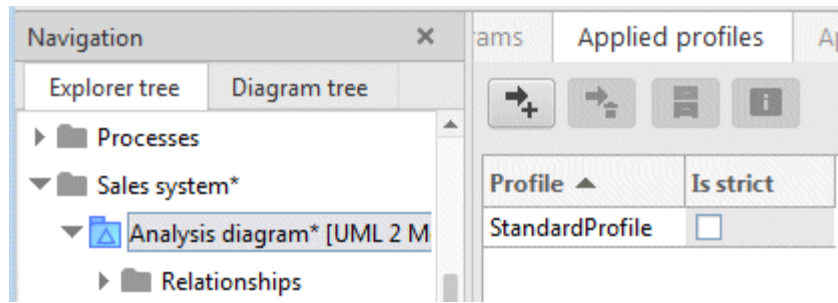 Navigation
Explorer tree
Diagram tree
Processes
Sales system*
Analysis diagram* [UML 2 M
Relationships
rams
Applied profiles
A
Profile
Is strict
StandardProfile